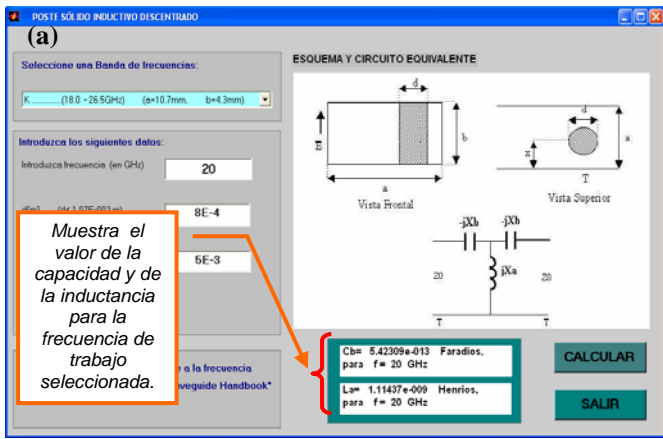 POSTE SÓLIDO INDUCTIVO DESCENTRADO
(a)
Seleccione una Banda de frecuencias:
K ..........(18.0 - 26.5GHz) (a=10.7mm, b=4.3mm)
Introduzca los siguientes datos:
Introduzca frecuencia (en GHz)
20
8E-4
5E-3
Muestra el
valor de la
capacidad y de
la inductancia
para la
frecuencia de
trabajo
seleccionada.
a la frecuencia
Handbook"
ESQUEMA Y CIRCUITO EQUIVALENTE
d
b
a
Vista Frontal
d
a
x
T
Vista Superior
-jXb
-jXb
jXa
Z0
Z0
T
T
Cb= 5.42309e-013 Faradios,
para f= 20 GHz
La= 1.11437e-009 Henrios,
para f= 20 GHz
CALCULAR
SALIR